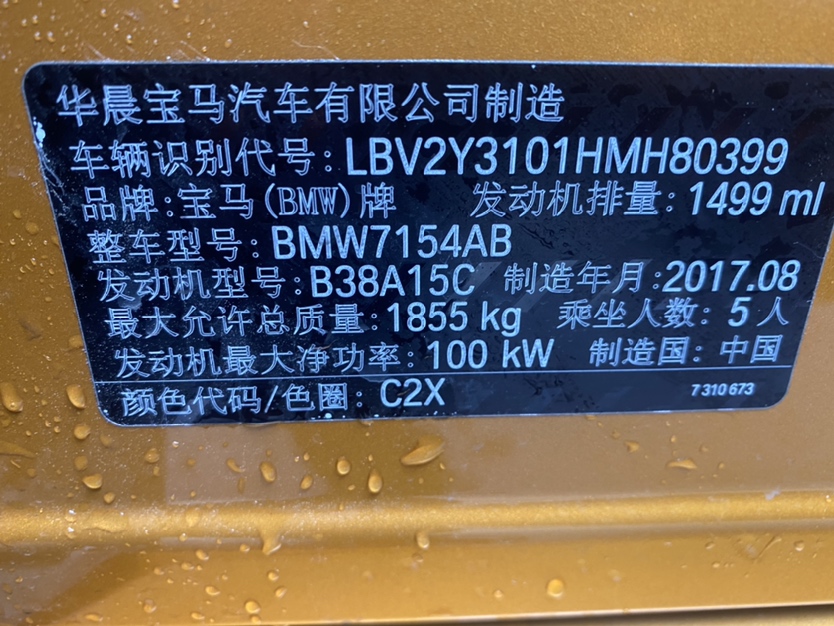 华晨宝马汽车有限公司制造
车辆识别代号:LBV2Y3101HMH80399
品牌:宝马(BMW)牌 发动机排量:1499 ml
整车型号:BMW7154AB
发动机型号:B38A15C 制造年月:2017.08
最大允许总质量:1855 kg 乘坐人数:5 人
发动机最大净功率:100 kW 制造国:中国
颜色代码/色圈:C2X 7 310 673